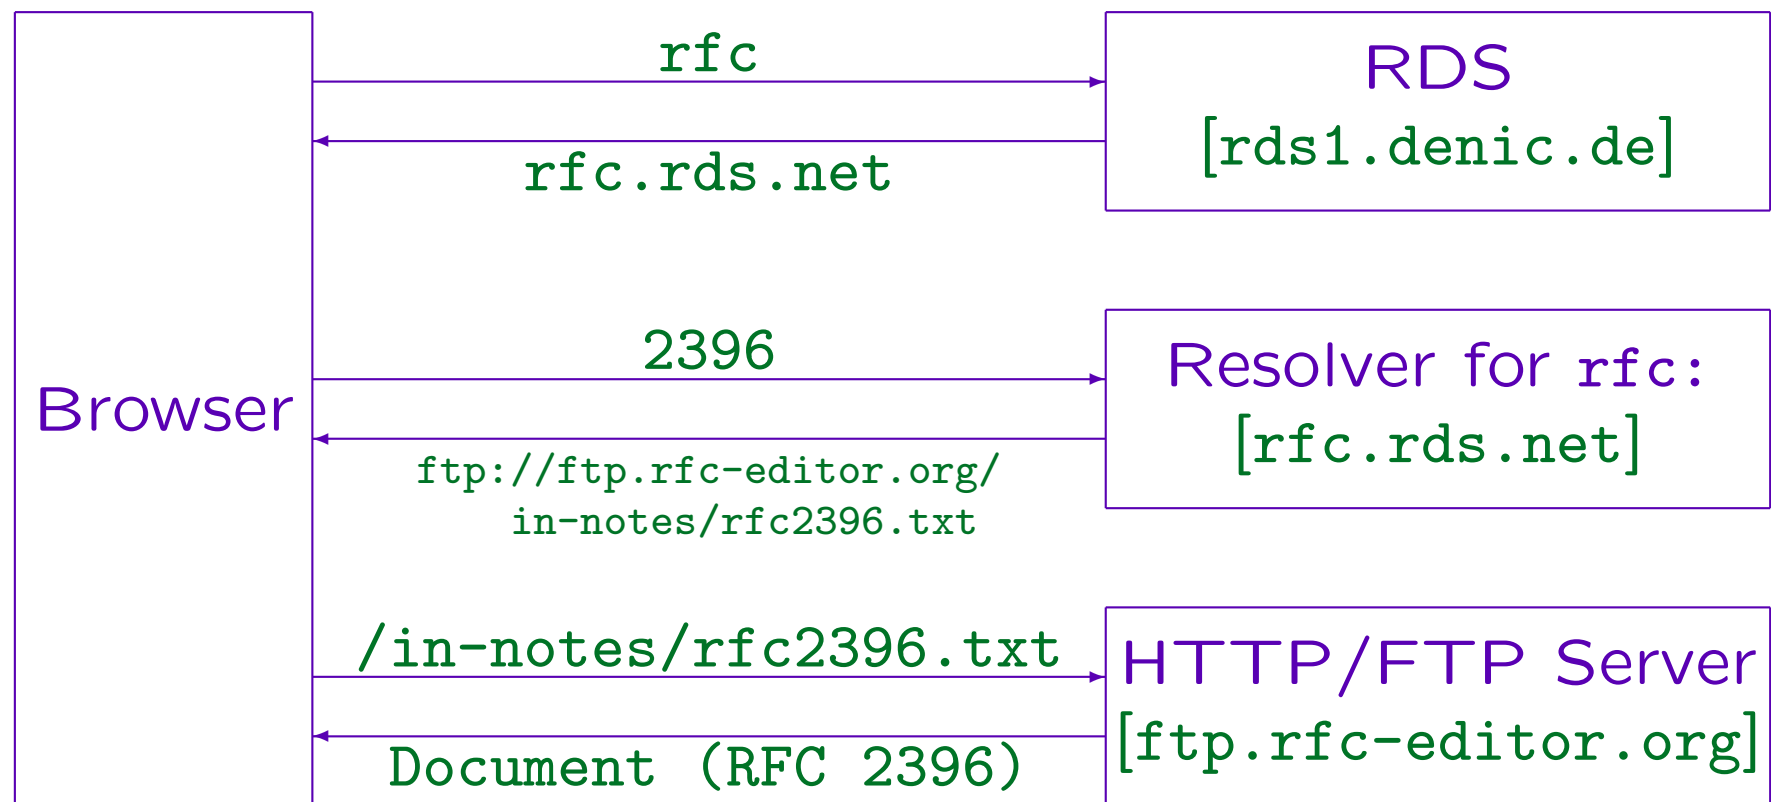 rfc
RDS
[rds1.denic.de]
rfc.rds.net
2396
Resolver for rfc:
Browser
[rfc.rds.net]
ftp://ftp.rfc-editor.org/
in-notes/rfc2396.txt
/in-notes/rfc2396.txt
HTTP/FTP Server
[ftp.rfc-editor.org]
Document (RFC 2396)